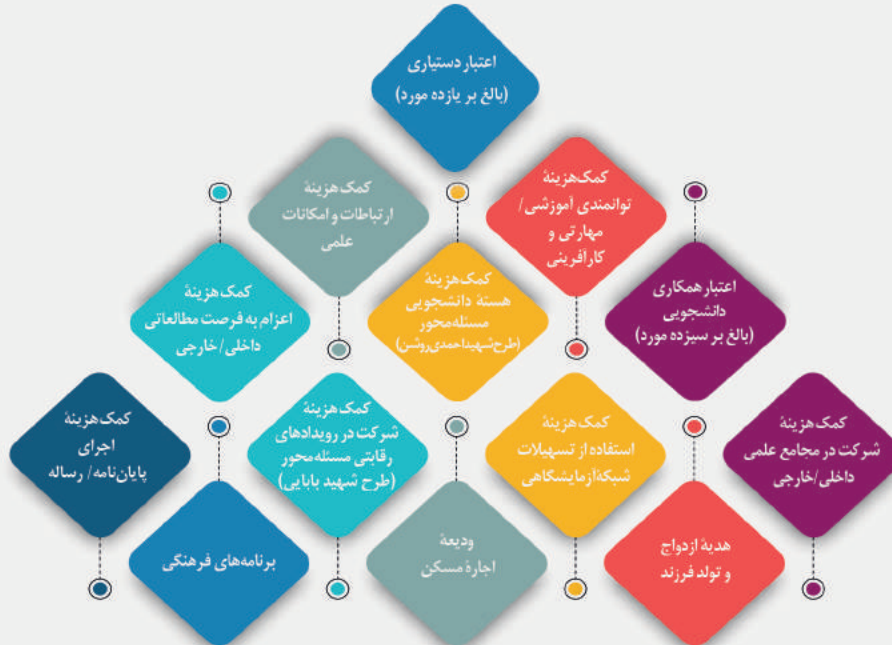 اعتبار دستیاری
(بالغ بر یازده مورد)
کمک‌هزینهٔ
توانمندی آموزشی/
مهارتی و
کارآفرینی
کمک‌هزینهٔ
ارتباطات و امکانات
علمی
اعتبار همکاری
دانشجویی
(بالغ بر سیزده مورد)
کمک‌هزینهٔ
هستهٔ دانشجویی
مسئله‌محور
(طرح شهید احمدی‌روشن)
کمک‌هزینهٔ
اعزام به فرصت مطالعاتی
داخلی/خارجی
کمک‌هزینهٔ
شرکت در مجامع علمی
داخلی/خارجی
کمک‌هزینهٔ
استفاده از تسهیلات
شبکهٔ آزمایشگاهی
کمک‌هزینهٔ
شرکت در رویدادهای
رقابتی مسئله‌محور
(طرح شهید بابایی)
کمک‌هزینهٔ
اجرای
پایان‌نامه/ رساله
هدیهٔ ازدواج
و تولد فرزند
ودیعهٔ
اجارهٔ مسکن
برنامه‌های فرهنگی